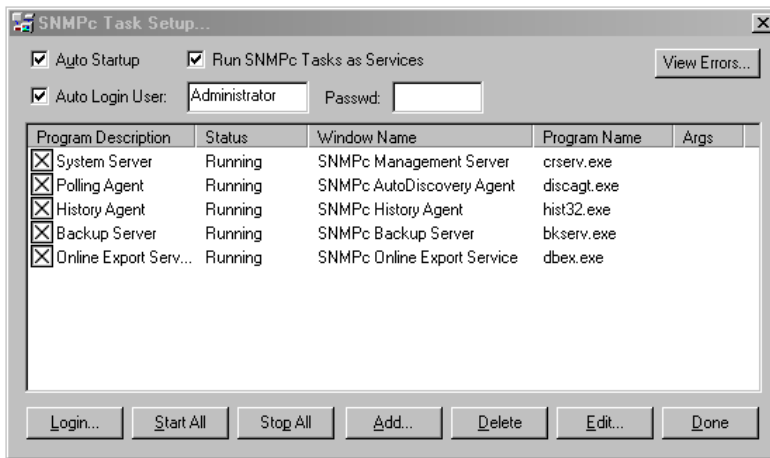 SNMPc Task Setup...
Auto Startup Run SNMPc Tasks as Services View Errors...
Auto Login User: Administrator Passwd:
Program Description Status Window Name Program Name Args
System Server Running SNMPc Management Server crserv.exe
Polling Agent Running SNMPc AutoDiscovery Agent discagt.exe
History Agent Running SNMPc History Agent hist32.exe
Backup Server Running SNMPc Backup Server bkserv.exe
Online Export Serv... Running SNMPc Online Export Service dbex.exe
Login... Start All Stop All Add... Delete Edit... Done